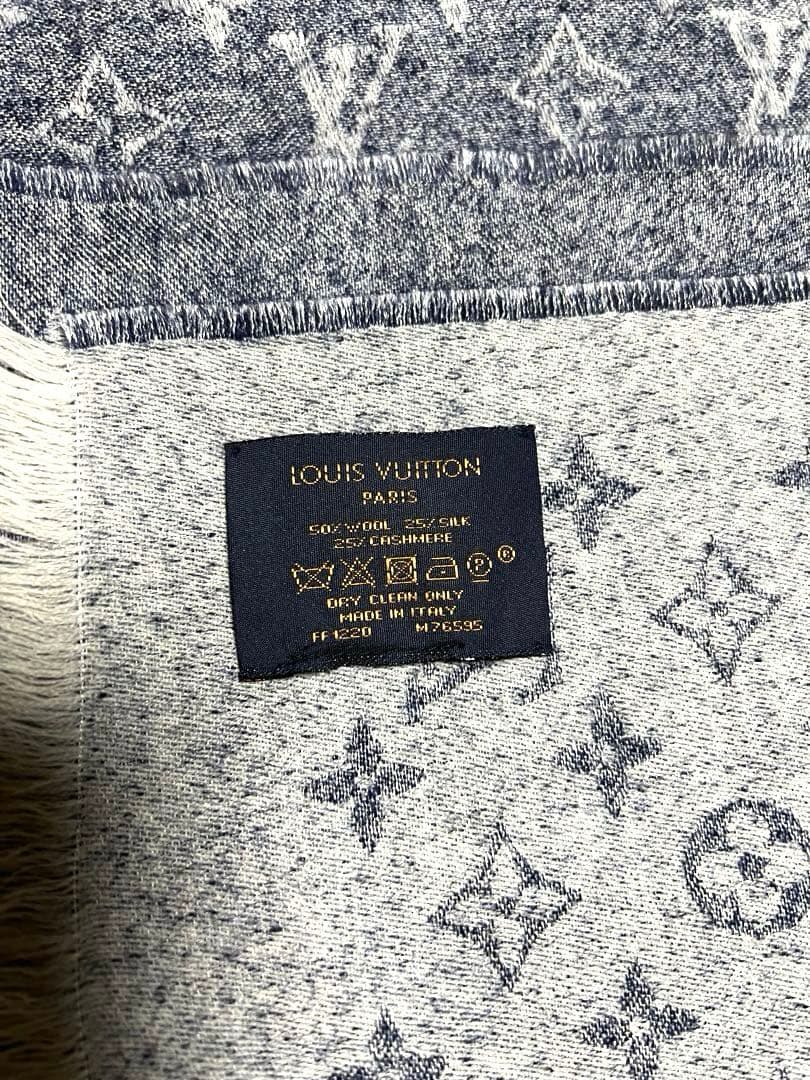 LOUIS VUITTON
PARIS
50% WOOL 25% SILK
25% CASHMERE
P ®
DRY CLEAN ONLY
MADE IN ITALY
FF1220 M76595